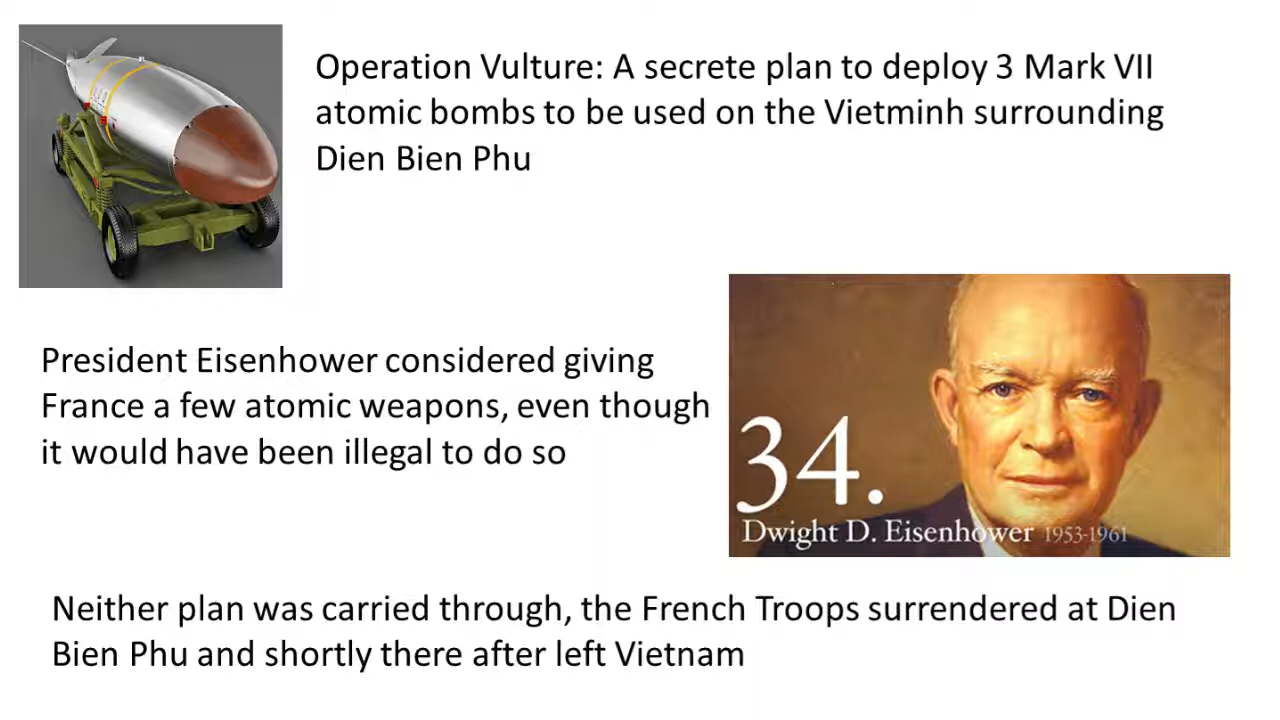 Operation Vulture: A secrete plan to deploy 3 Mark VII
atomic bombs to be used on the Vietminh surrounding
Dien Bien Phu
President Eisenhower considered giving
France a few atomic weapons, even though
it would have been illegal to do so
34.
Dwight D. Eisenhower 1953-1961
Neither plan was carried through, the French Troops surrendered at Dien
Bien Phu and shortly there after left Vietnam